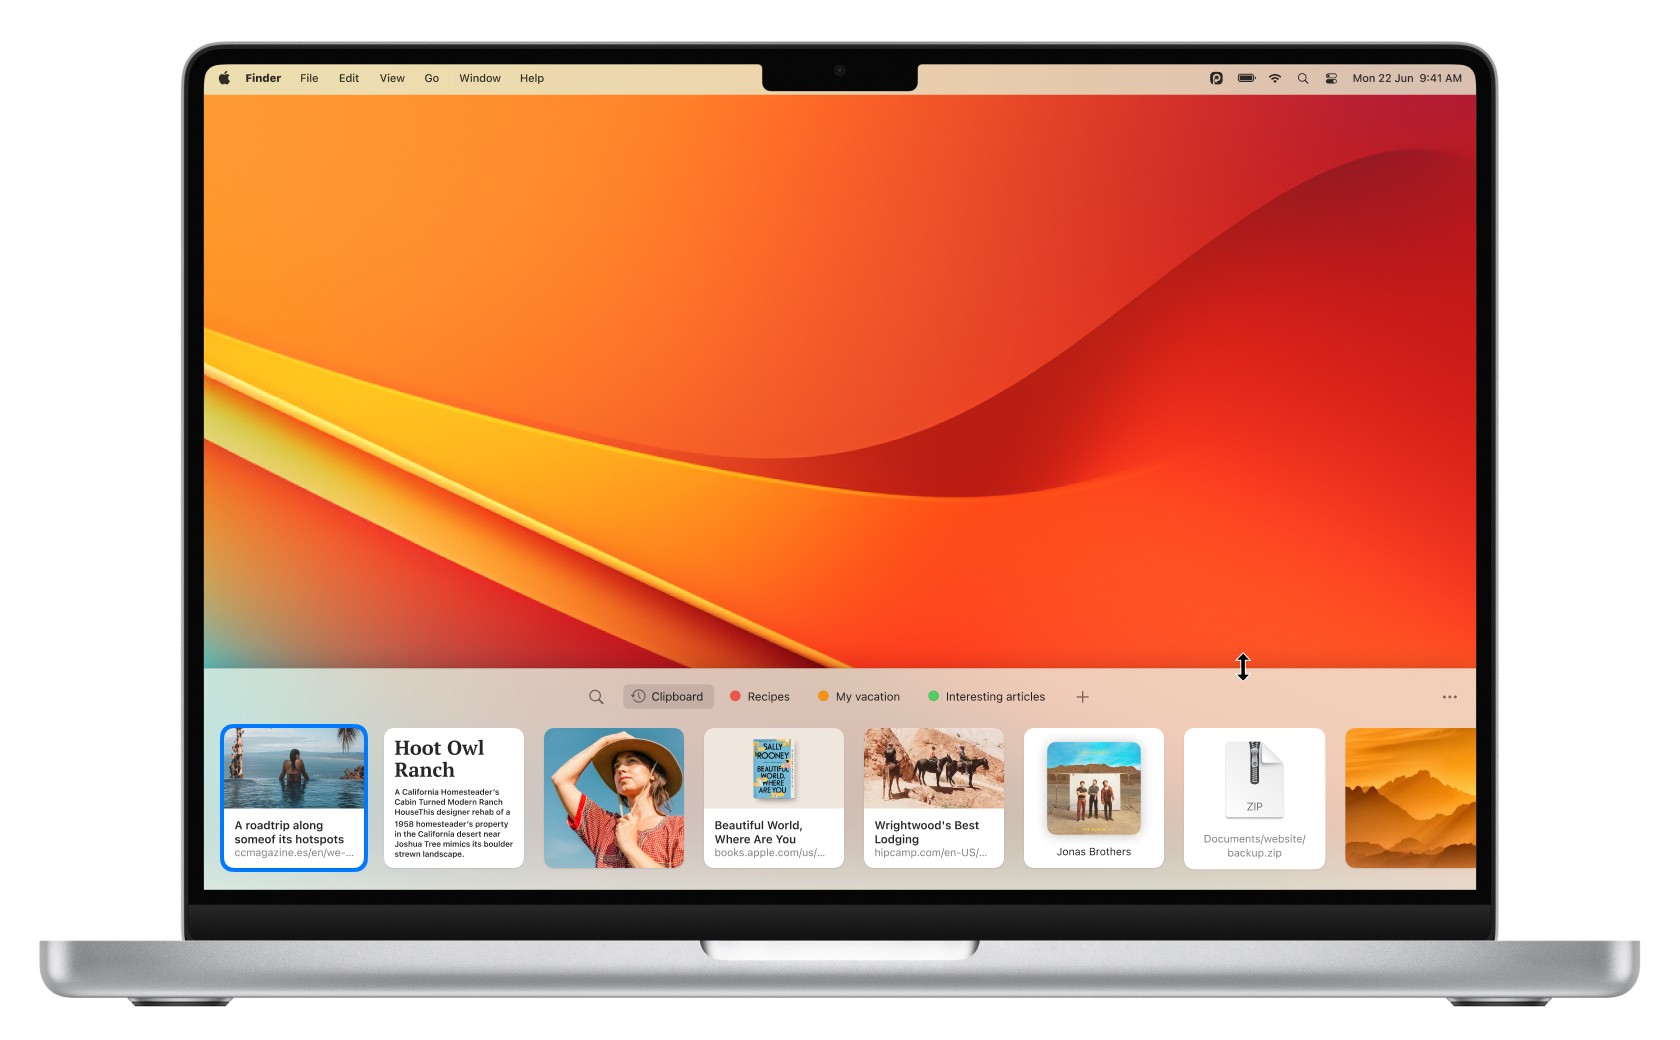 Finder File Edit View Go Window Help Mon 22 Jun 9:41 AM
Clipboard Recipes My vacation Interesting articles
A roadtrip along
someof its hotspots
ccmagazine.es/en/we-...
Hoot Owl
Ranch
A California Homesteader's
Cabin Turned Modern Ranch
HouseThis designer rehab of a
1958 homesteader's property
in the California desert near
Joshua Tree mimics its boulder
strewn landscape.
SALLY
ROONEY
BEAUTIFUL
WORLD,
WHERE
ARE YOU
Beautiful World,
Where Are You
books.apple.com/us/...
Wrightwood's Best
Lodging
hipcamp.com/en-US/...
Jonas Brothers
ZIP
Documents/website/
backup.zip